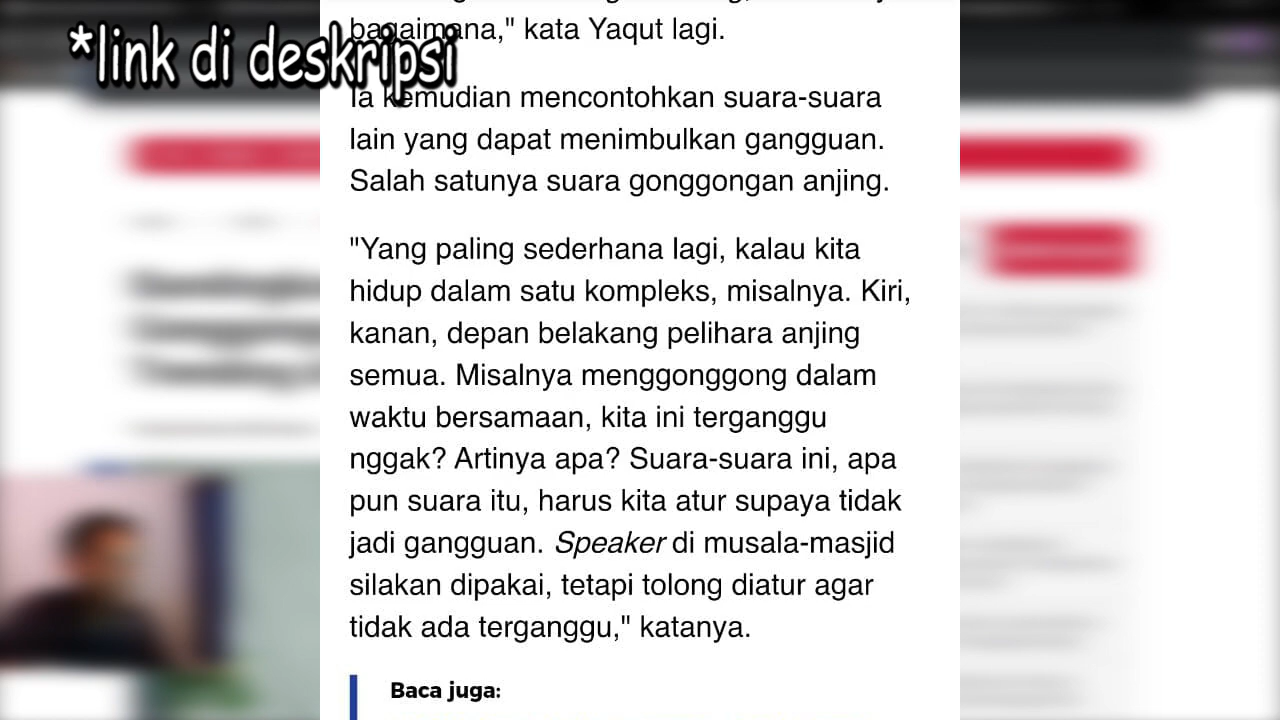 *link di deskripsi
bagaimana," kata Yaqut lagi.
Ia kemudian mencontohkan suara-suara
lain yang dapat menimbulkan gangguan.
Salah satunya suara gonggongan anjing.
"Yang paling sederhana lagi, kalau kita
hidup dalam satu kompleks, misalnya. Kiri,
kanan, depan belakang pelihara anjing
semua. Misalnya menggonggong dalam
waktu bersamaan, kita ini terganggu
nggak? Artinya apa? Suara-suara ini, apa
pun suara itu, harus kita atur supaya tidak
jadi gangguan. Speaker di musala-masjid
silakan dipakai, tetapi tolong diatur agar
tidak ada terganggu," katanya.
Baca juga: